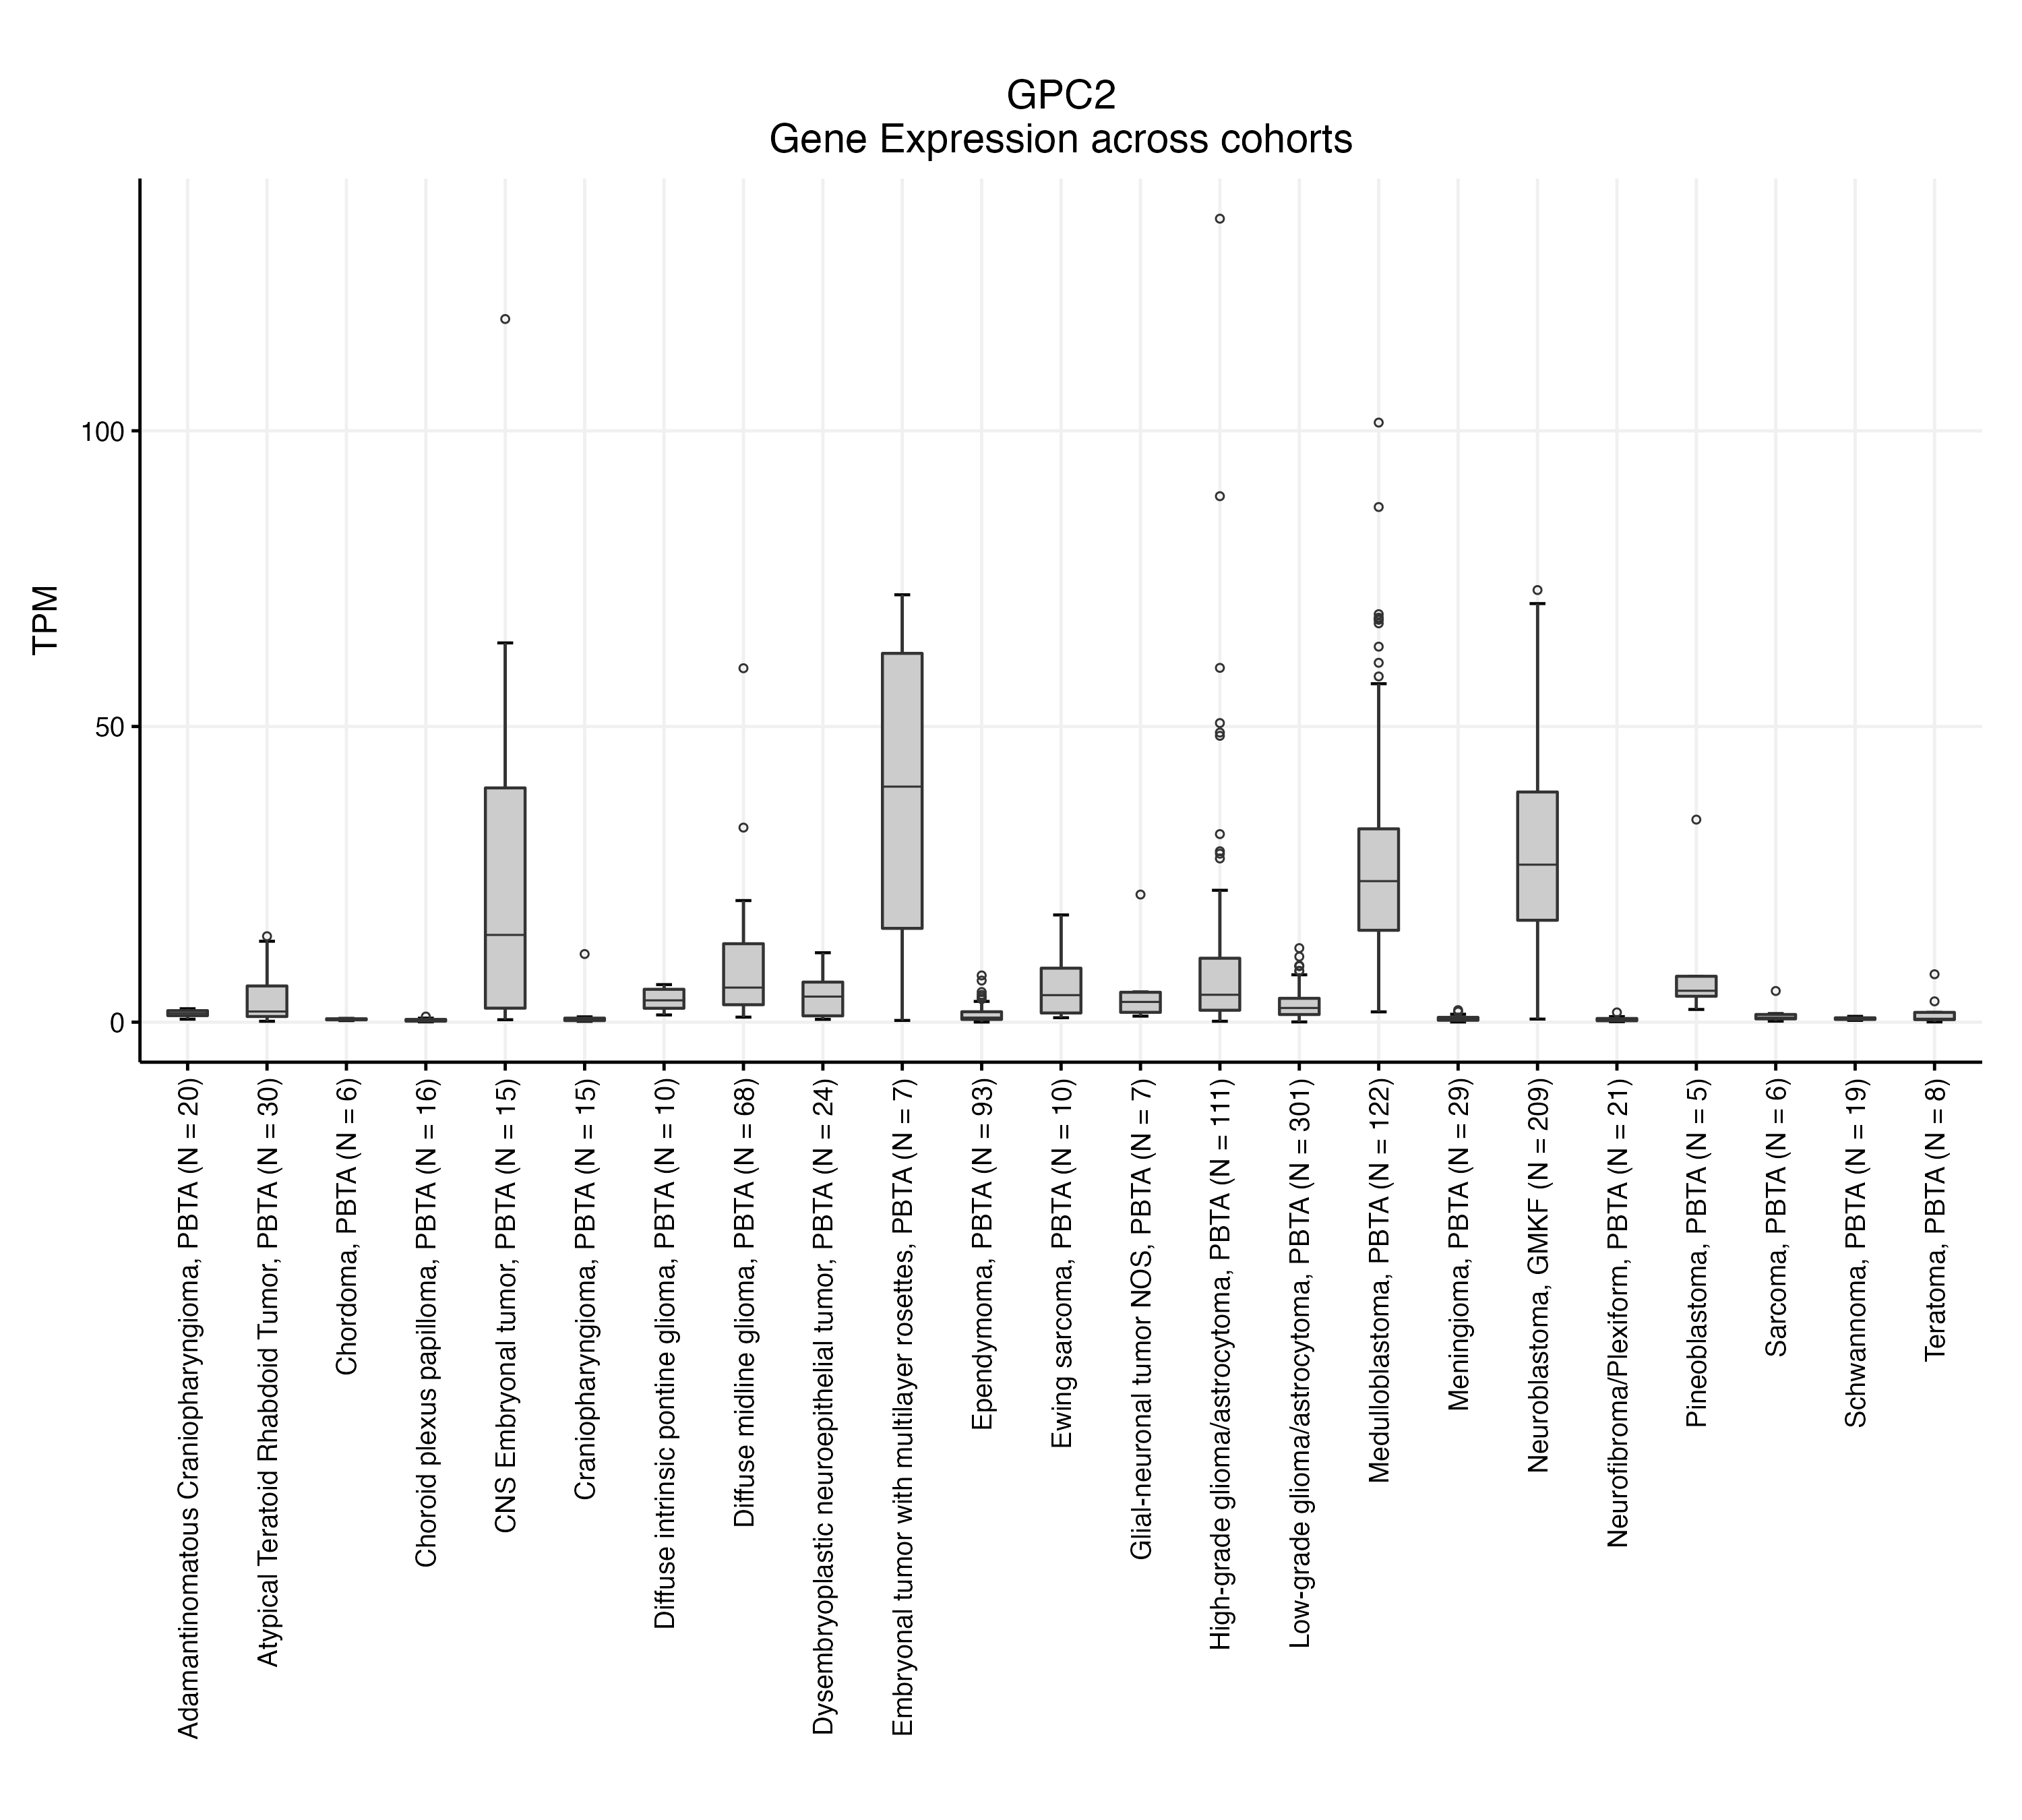 GPC2
Gene Expression across cohorts
TPM
100
50
0
Adamantinomatous Craniopharyngioma, PBTA (N = 20)
Atypical Teratoid Rhabdoid Tumor, PBTA (N = 30)
Chordoma, PBTA (N = 6)
Choroid plexus papilloma, PBTA (N = 16)
CNS Embryonal tumor, PBTA (N = 15)
Craniopharyngioma, PBTA (N = 15)
Diffuse intrinsic pontine glioma, PBTA (N = 10)
Diffuse midline glioma, PBTA (N = 68)
Dysembryoplastic neuroepithelial tumor, PBTA (N = 24)
Embryonal tumor with multilayer rosettes, PBTA (N = 7)
Ependymoma, PBTA (N = 93)
Ewing sarcoma, PBTA (N = 10)
Glial-neuronal tumor NOS, PBTA (N = 7)
High-grade glioma/astrocytoma, PBTA (N = 111)
Low-grade glioma/astrocytoma, PBTA (N = 301)
Medulloblastoma, PBTA (N = 122)
Meningioma, PBTA (N = 29)
Neuroblastoma, GMKF (N = 209)
Neurofibroma/Plexiform, PBTA (N = 21)
Pineoblastoma, PBTA (N = 5)
Sarcoma, PBTA (N = 6)
Schwannoma, PBTA (N = 19)
Teratoma, PBTA (N = 8)